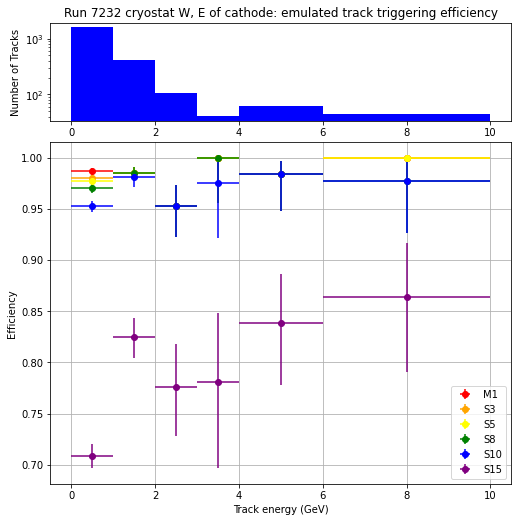 Run 7232 cryostat W, E of cathode: emulated track triggering efficiency
Number of Tracks
10³
10²
0 2 4 6 8 10
Efficiency
1.00
0.95
0.90
0.85
0.80
0.75
0.70
M1
S3
S5
S8
S10
S15
0 2 4 6 8 10
Track energy (GeV)